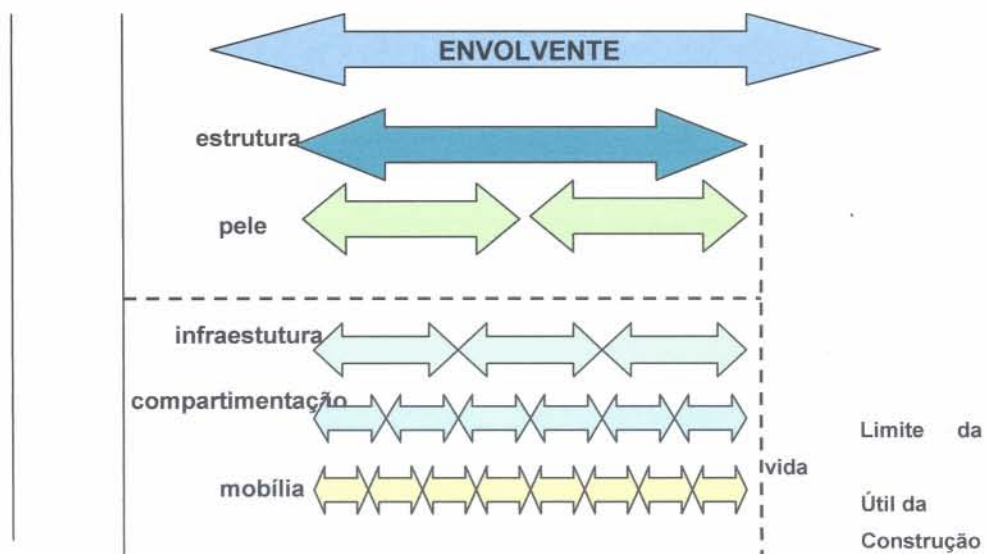 ENVOLVENTE
estrutura
pele
infraestutura
compartimentação
mobília
Limite da
vida
Útil da
Construção